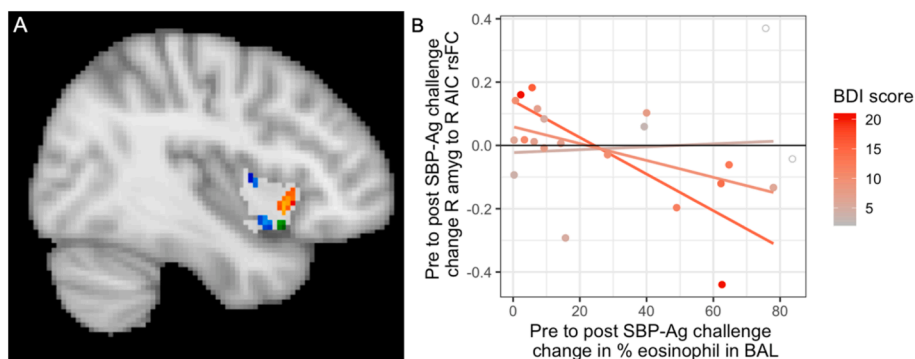 A
B
Pre to post SBP-Ag challenge
change R amyg to R AIC rsFC
0.4
0.2
0.0
-0.2
-0.4
0
20
40
60
80
Pre to post SBP-Ag challenge
change in % eosinophil in BAL
BDI score
20
15
10
5